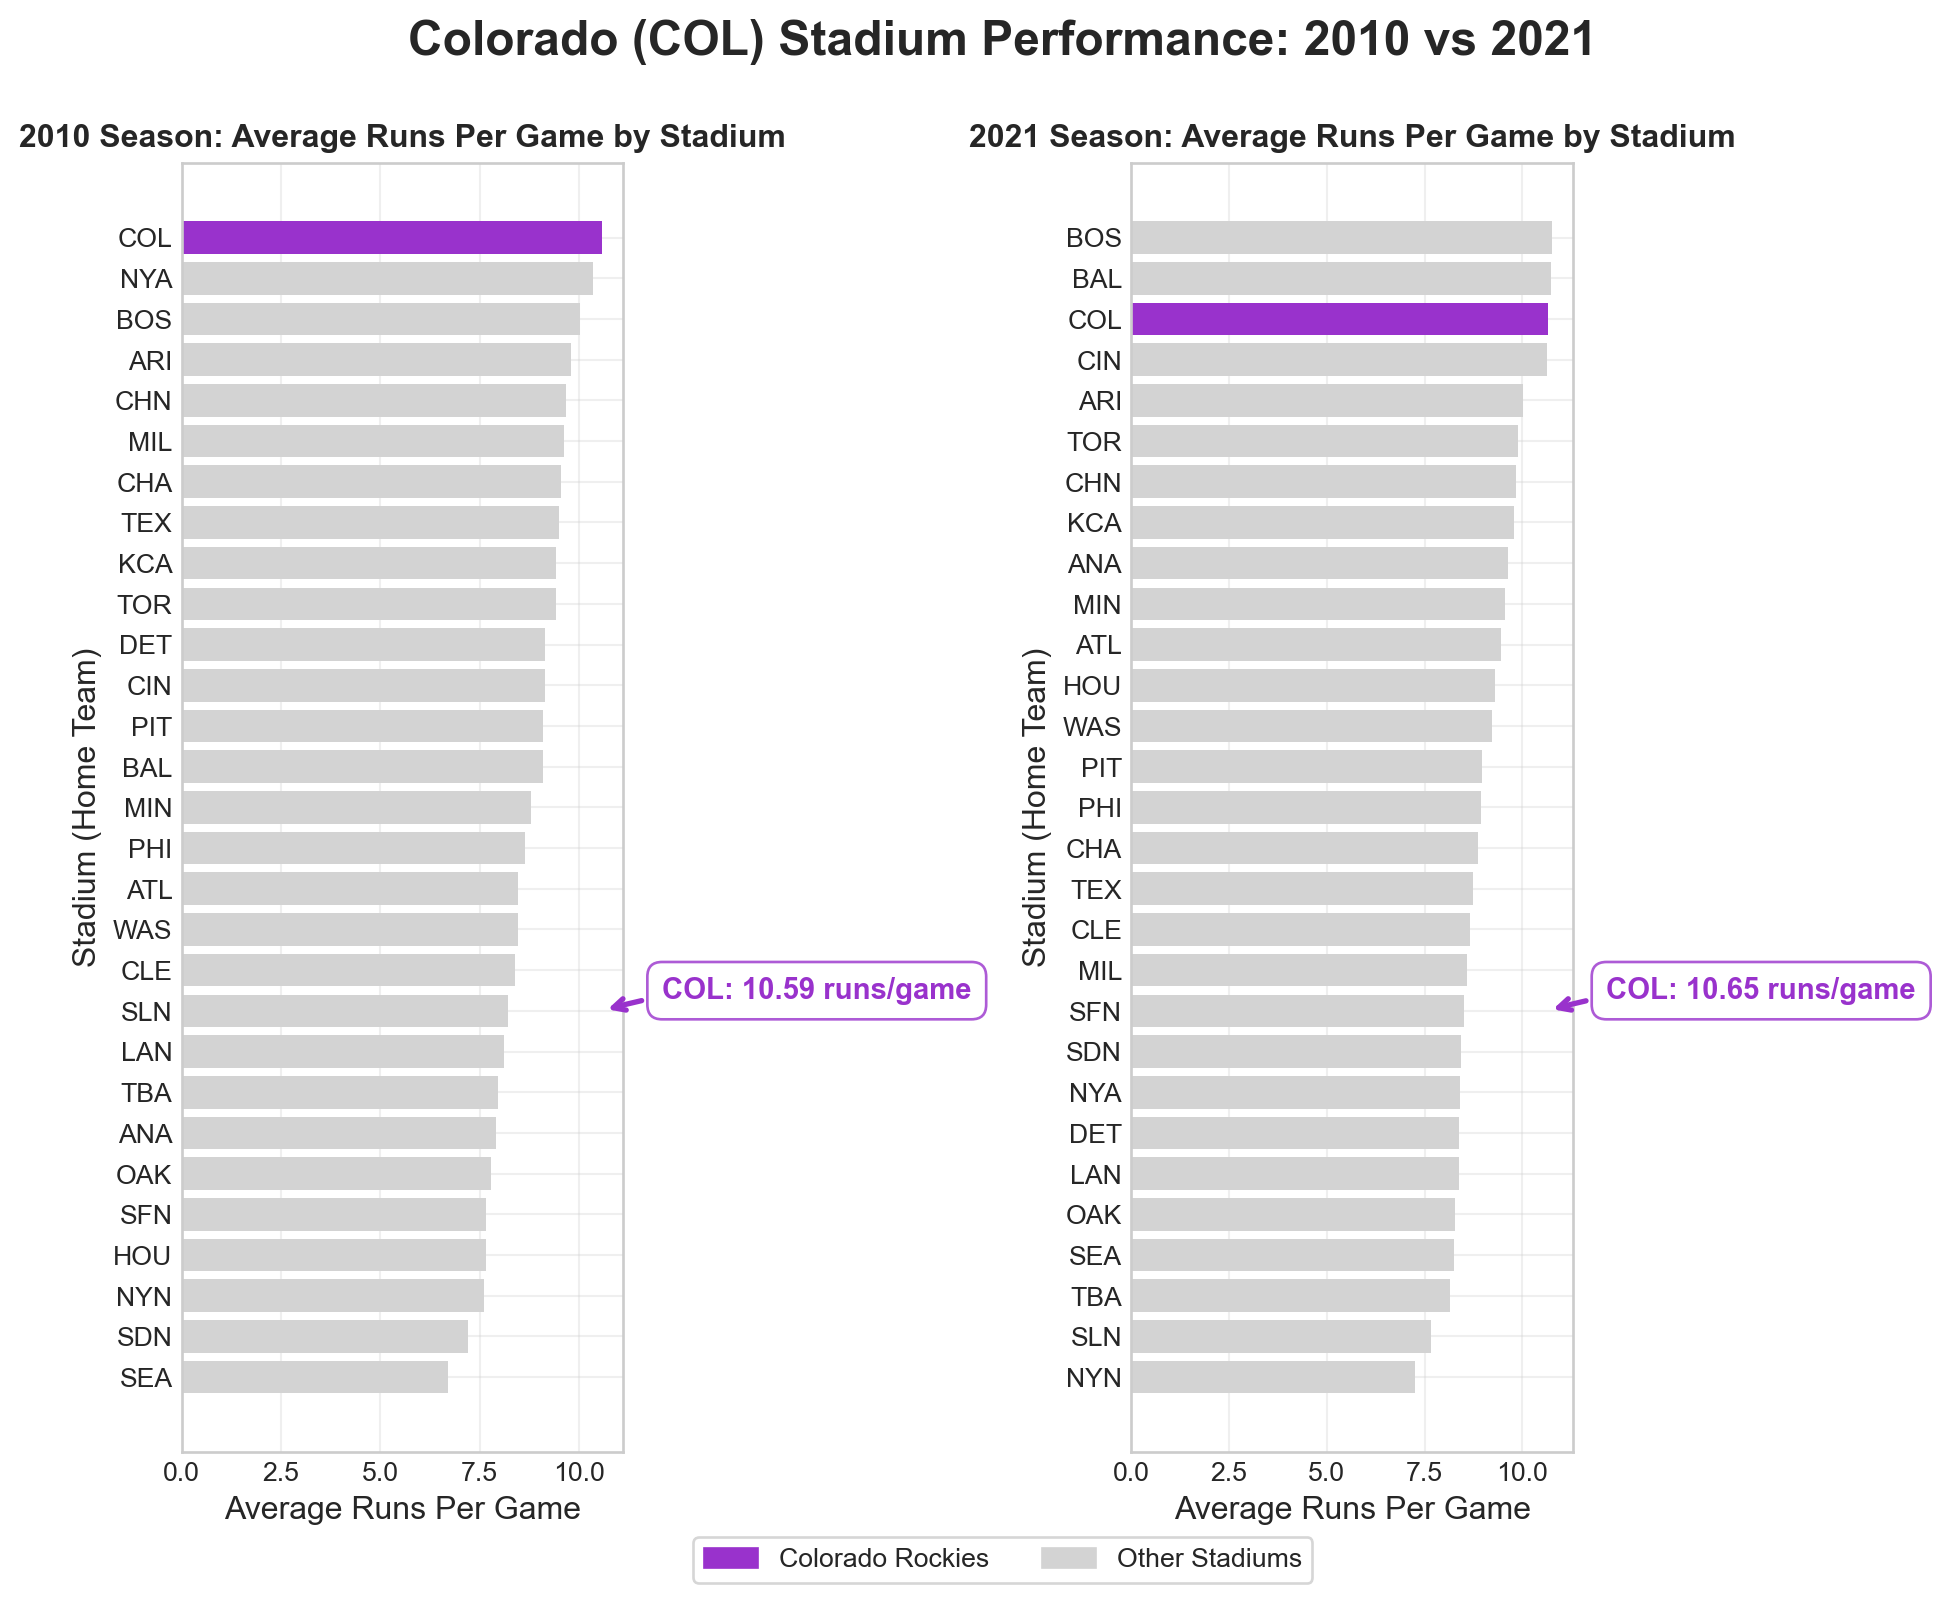 Colorado (COL) Stadium Performance: 2010 vs 2021
2010 Season: Average Runs Per Game by Stadium
Stadium (Home Team)
COL
NYA
BOS
ARI
CHN
MIL
CHA
TEX
KCA
TOR
DET
CIN
PIT
BAL
MIN
PHI
ATL
WAS
CLE
SLN
LAN
TBA
ANA
OAK
SFN
HOU
NYN
SDN
SEA
COL: 10.59 runs/game
0.0 2.5 5.0 7.5 10.0
Average Runs Per Game
2021 Season: Average Runs Per Game by Stadium
Stadium (Home Team)
BOS
BAL
COL
CIN
ARI
TOR
CHN
KCA
ANA
MIN
ATL
HOU
WAS
PIT
PHI
CHA
TEX
CLE
MIL
SFN
SDN
NYA
DET
LAN
OAK
SEA
TBA
SLN
NYN
COL: 10.65 runs/game
0.0 2.5 5.0 7.5 10.0
Average Runs Per Game
Colorado Rockies Other Stadiums